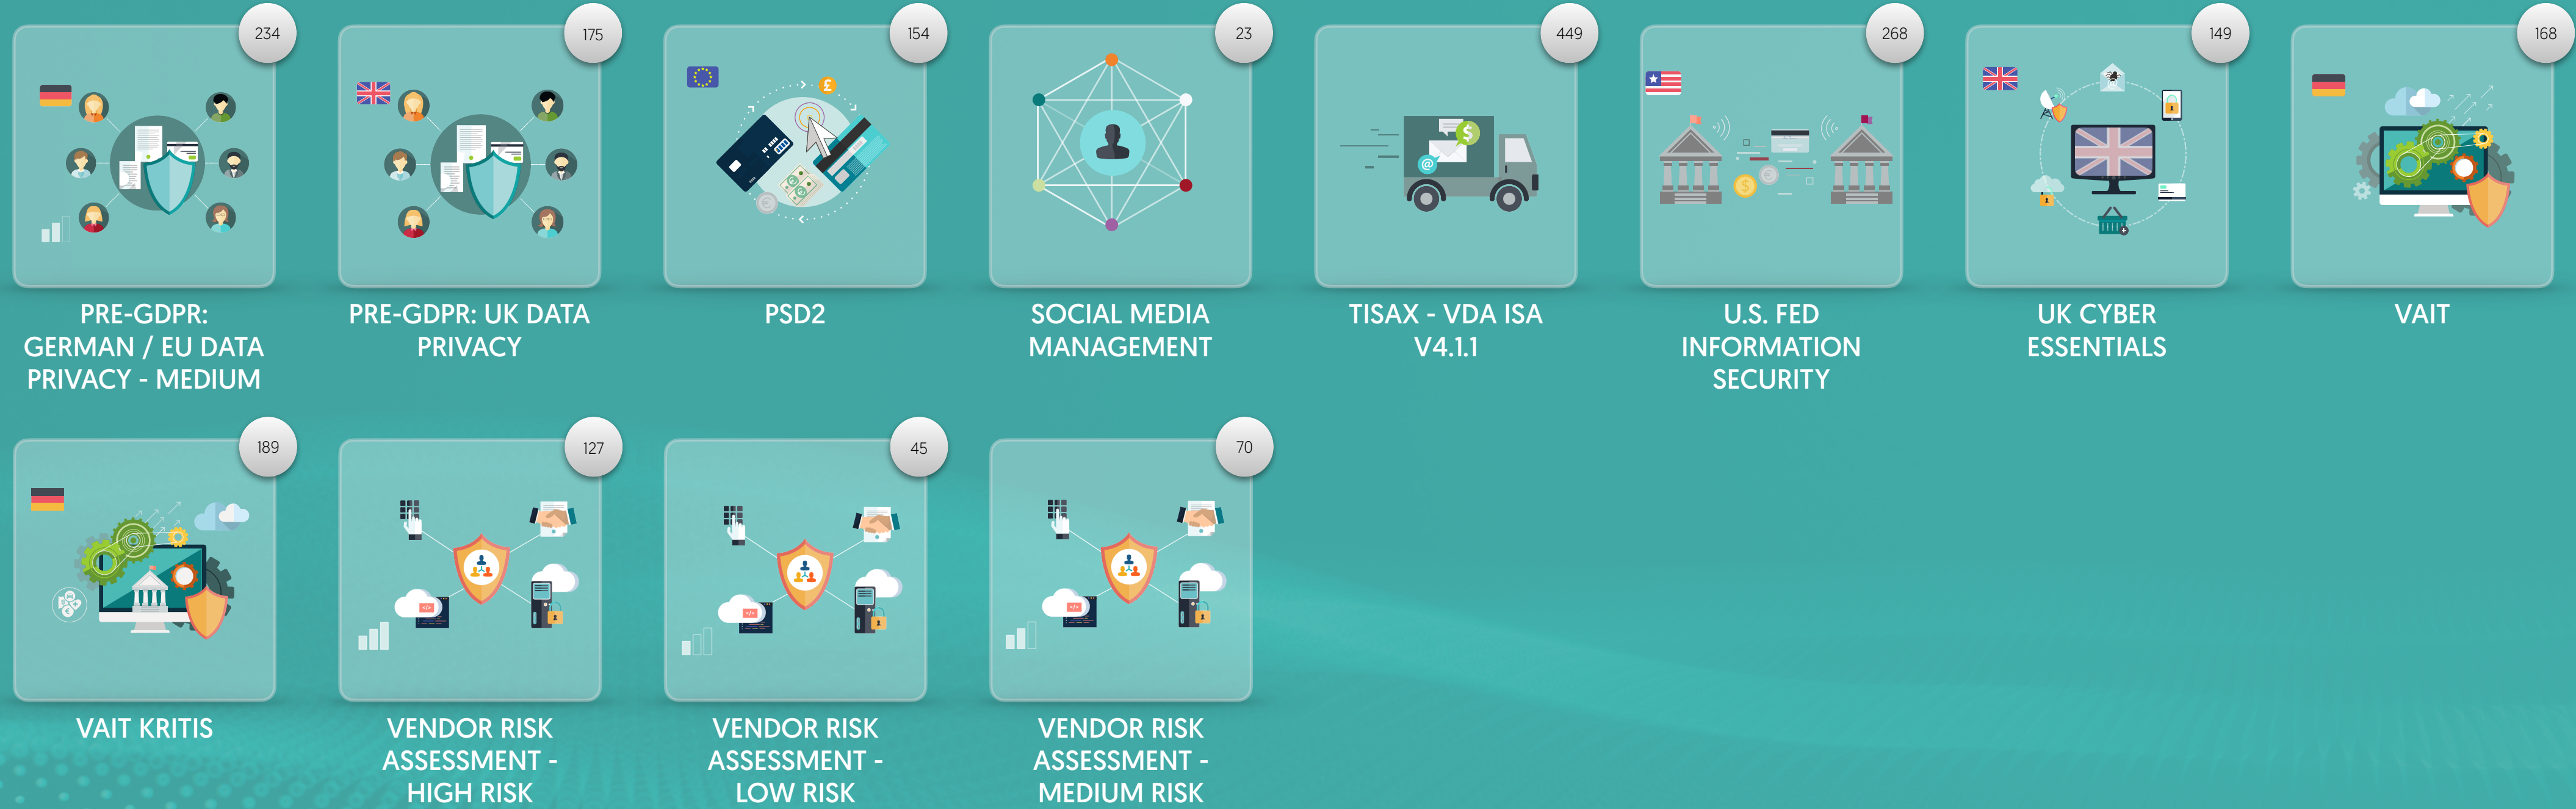 234
175
154
23
449
268
149
168
PRE-GDPR:
GERMAN / EU DATA
PRIVACY - MEDIUM
PRE-GDPR: UK DATA
PRIVACY
PSD2
SOCIAL MEDIA
MANAGEMENT
TISAX - VDA ISA
V4.1.1
U.S. FED
INFORMATION
SECURITY
UK CYBER
ESSENTIALS
VAIT
189
127
45
70
VAIT KRITIS
VENDOR RISK
ASSESSMENT -
HIGH RISK
VENDOR RISK
ASSESSMENT -
LOW RISK
VENDOR RISK
ASSESSMENT -
MEDIUM RISK